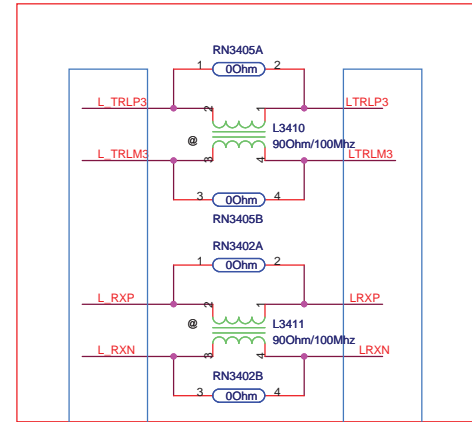 RN3405A
1 0Ohm 2
L_TRLP3 2 1 LTRLP3
@ L3410
90Ohm/100Mhz
L_TRLM3 3 4 LTRLM3
3 0Ohm 4
RN3405B
RN3402A
1 0Ohm 2
L_RXP 2 1 LRXP
@ L3411
90Ohm/100Mhz
L_RXN 3 4 LRXN
3 0Ohm 4
RN3402B